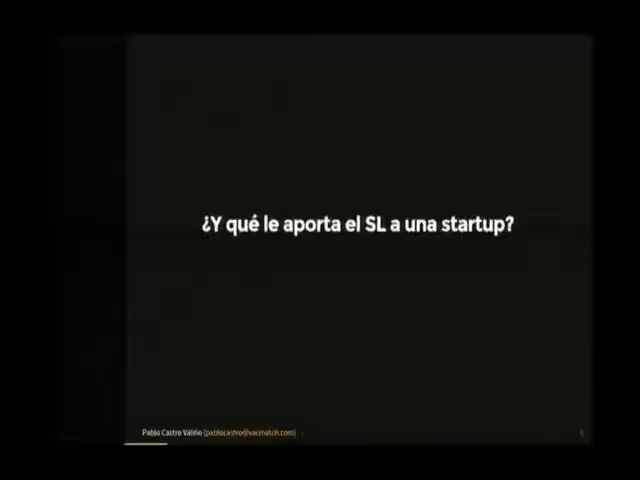 ¿Y qué le aporta el SL a una startup?
Pablo Castro Valiño (pablocastro@vacmatch.com)